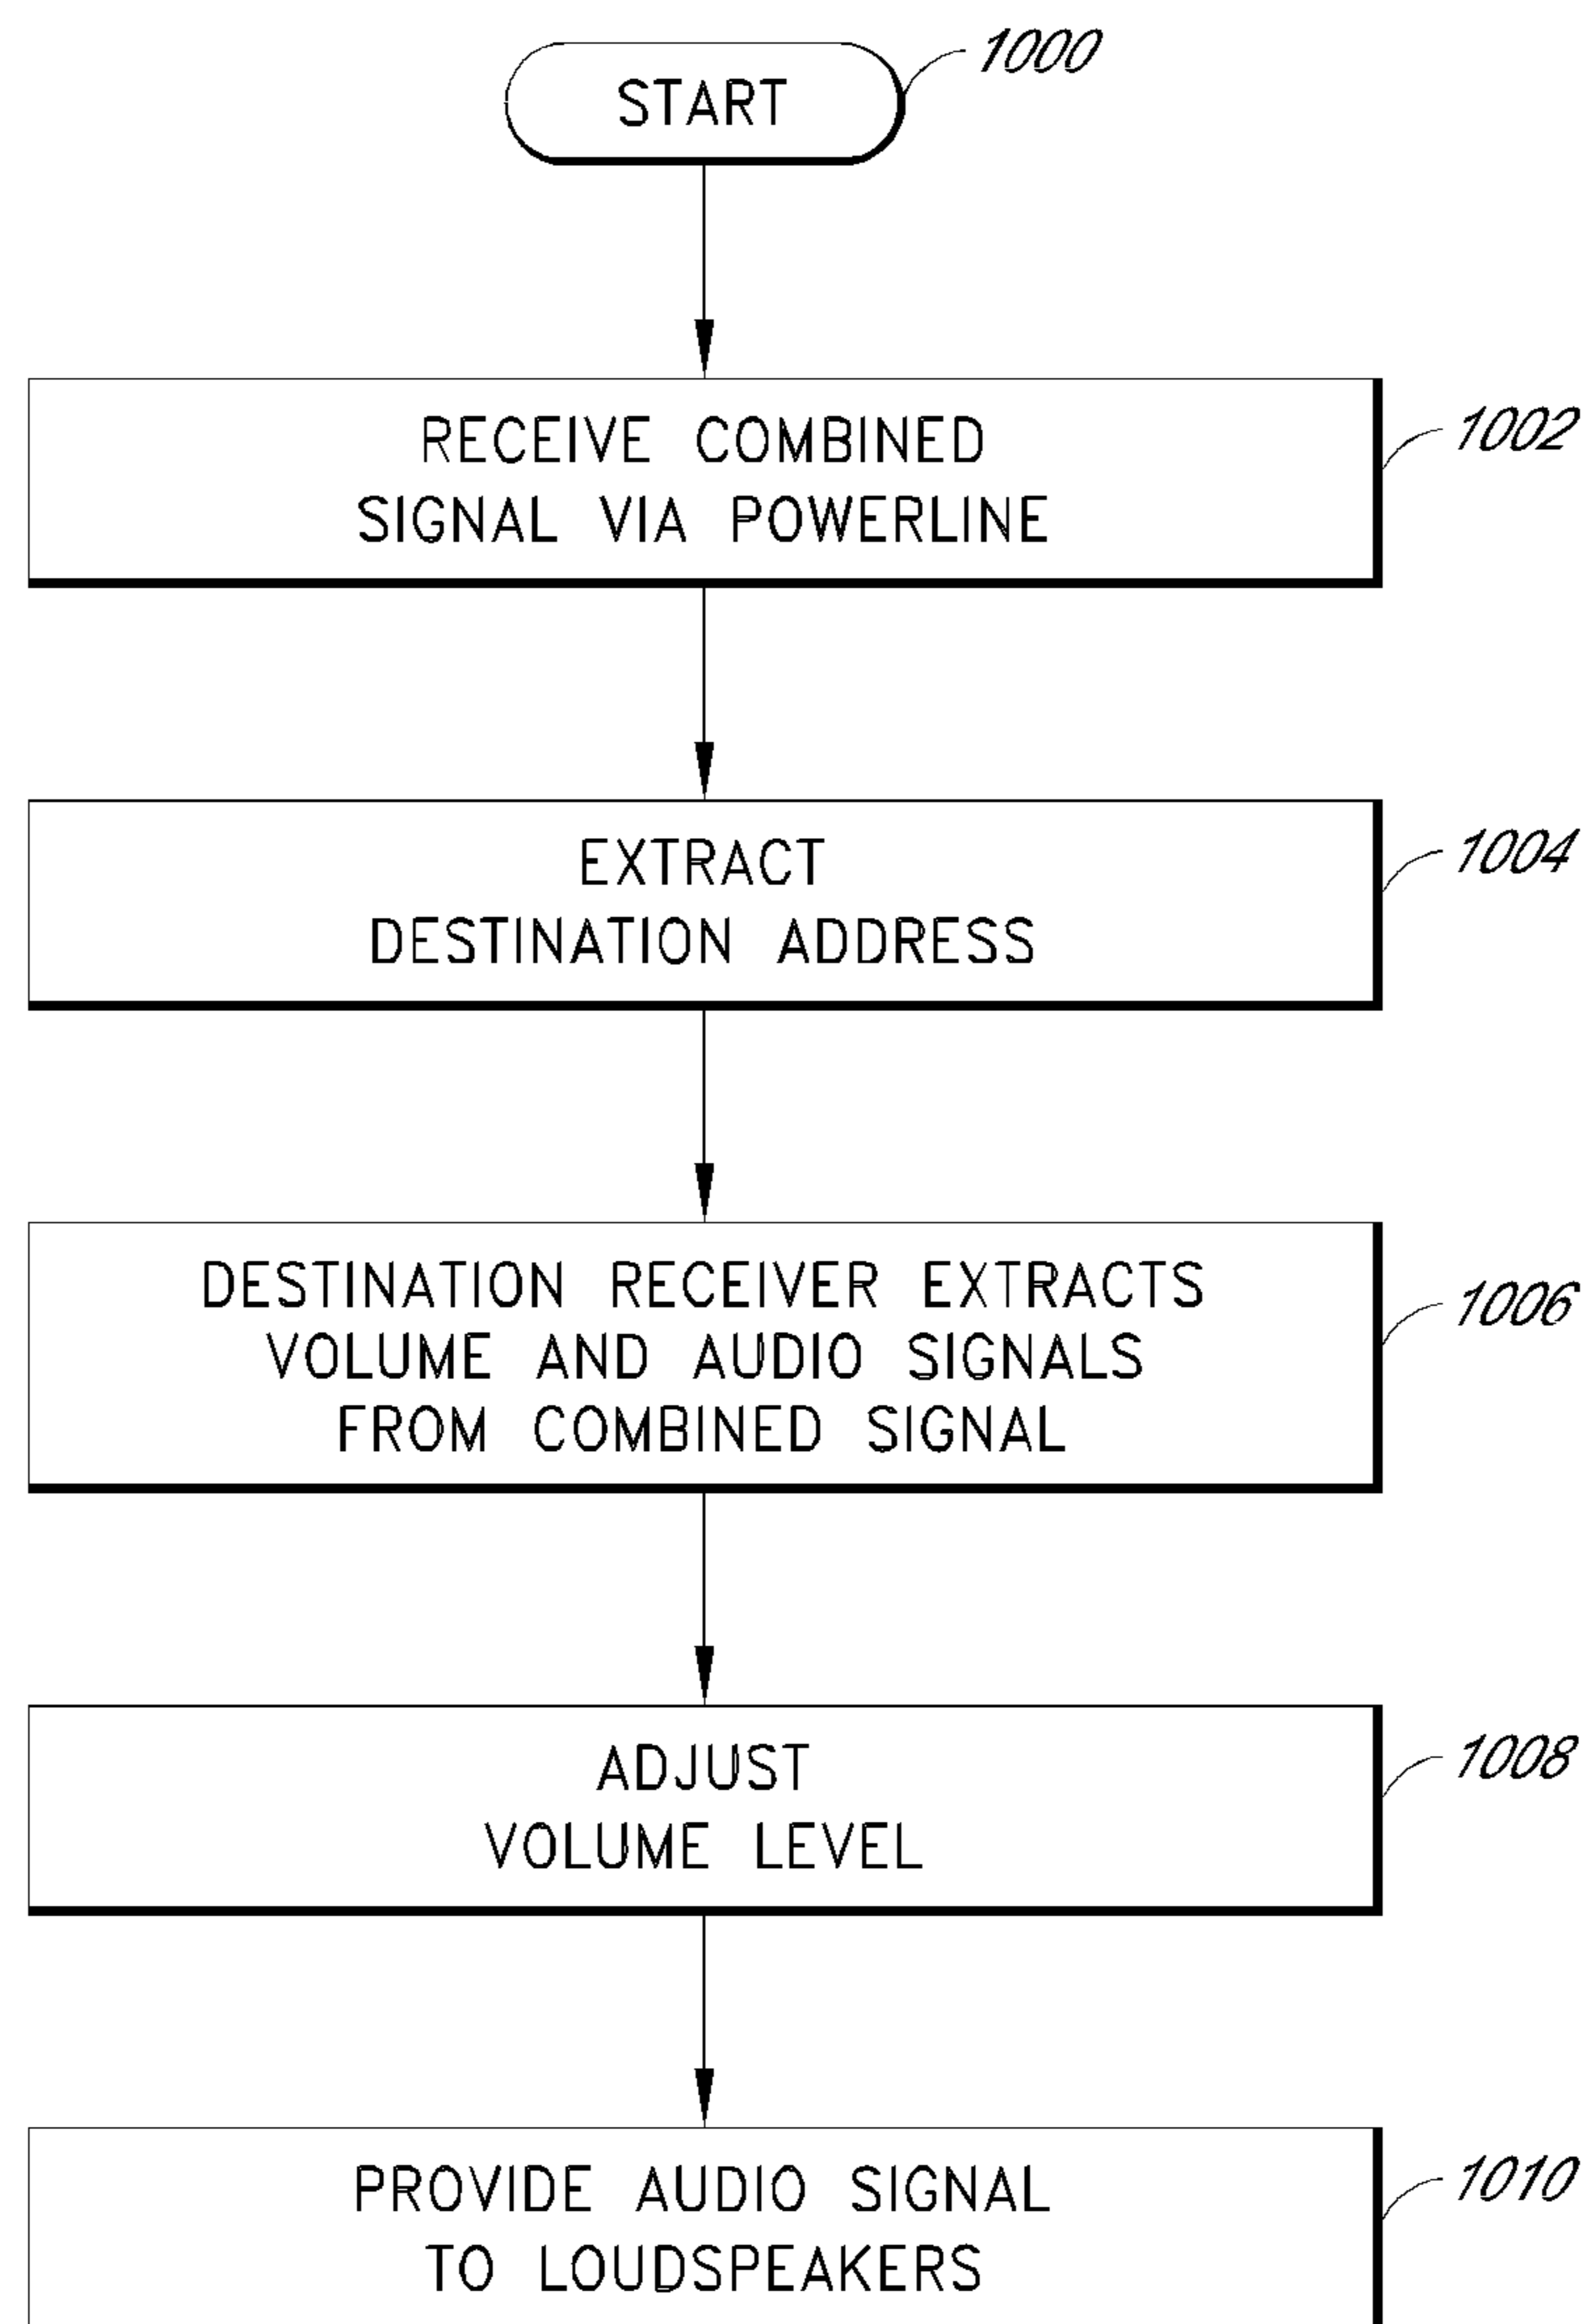 START
1000
RECEIVE COMBINED
SIGNAL VIA POWERLINE
1002
EXTRACT
DESTINATION ADDRESS
1004
DESTINATION RECEIVER EXTRACTS
VOLUME AND AUDIO SIGNALS
FROM COMBINED SIGNAL
1006
ADJUST
VOLUME LEVEL
1008
PROVIDE AUDIO SIGNAL
TO LOUDSPEAKERS
1010